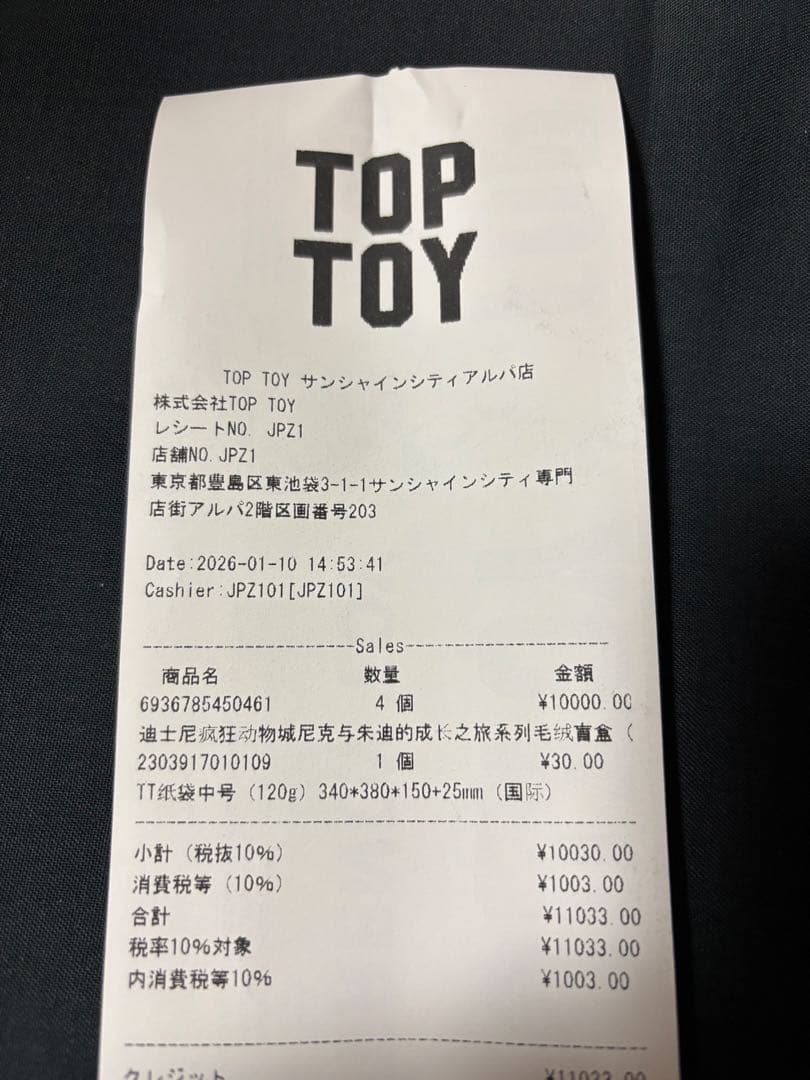 TOP
TOY
TOP TOY サンシャインシティアルパ店
株式会社TOP TOY
レシートNO. JPZ1
店舗NO.JPZ1
東京都豊島区東池袋3-1-1サンシャインシティ専門
店街アルパ2階区画番号203
Date:2026-01-10 14:53:41
Cashier:JPZ101[JPZ101]
--------------------Sales--------------------
商品名 数量 金額
6936785450461 4 個 ¥10000.00
迪士尼疯狂动物城尼克与朱迪的成长之旅系列毛绒盲盒（
2303917010109 1 個 ¥30.00
TT纸袋中号（120g）340*380*150+25mm（国际）
小計（税抜10%） ¥10030.00
消費税等（10%） ¥1003.00
合計 ¥11033.00
税率10%対象 ¥11033.00
内消費税等10% ¥1003.00
クレジット ¥11033.00